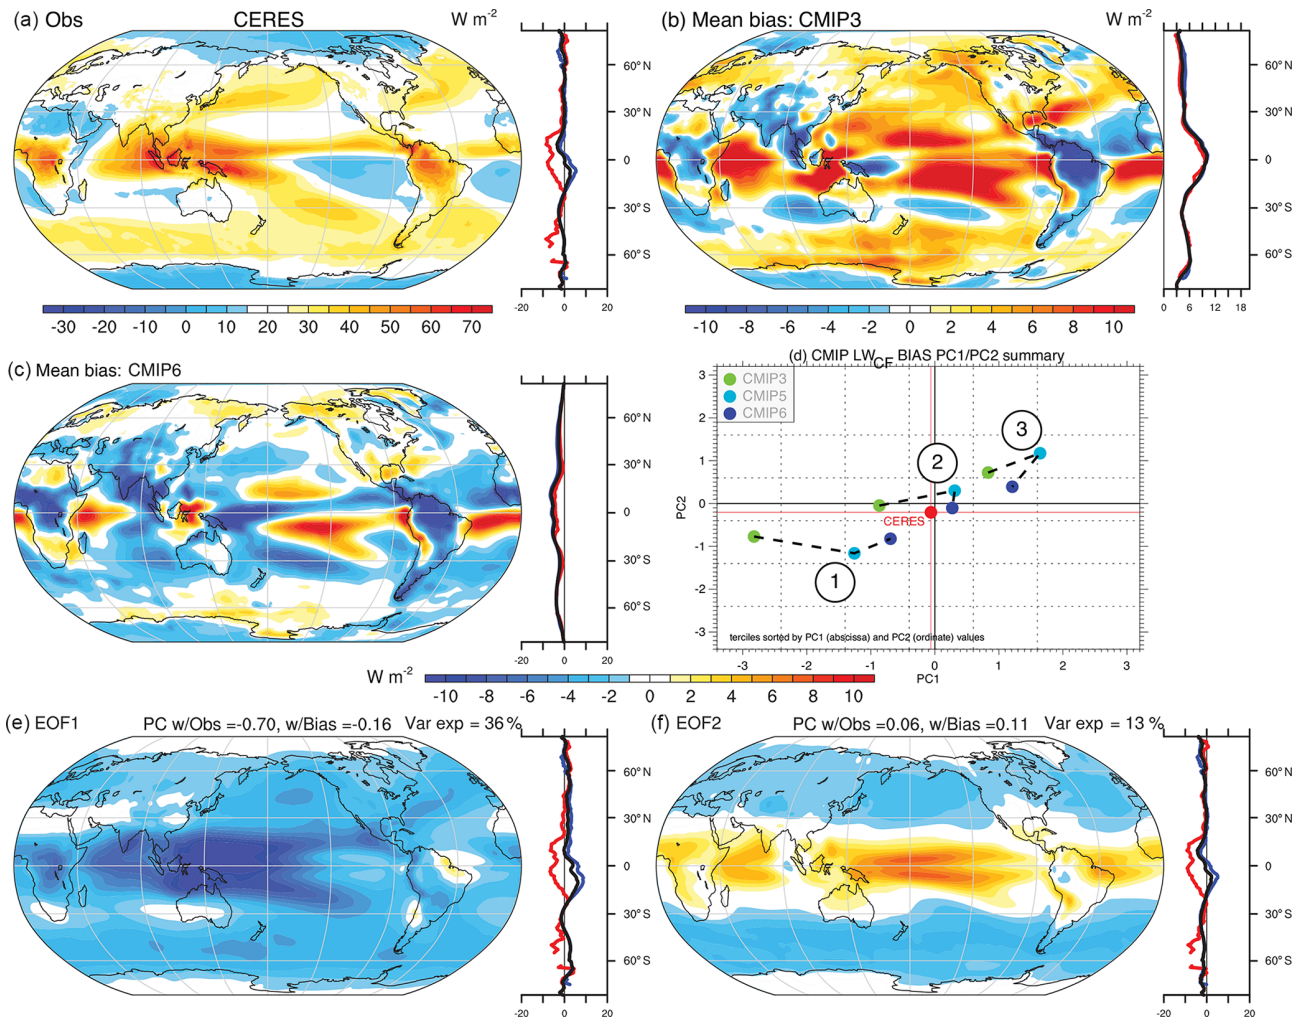 (a) Obs CERES W m-2
60° N
30° N
0
30° S
60° S
-20 0 20
-30 -20 -10 0 10 20 30 40 50 60 70
(b) Mean bias: CMIP3 W m-2
60° N
30° N
0
30° S
60° S
0 6 12 18
-10 -8 -6 -4 -2 0 2 4 6 8 10
(c) Mean bias: CMIP6
60° N
30° N
0
30° S
60° S
-20 0 20
(d) CMIP LWCF BIAS PC1/PC2 summary
CMIP3
CMIP5
CMIP6
3
2
1
0
-1
-2
-3
PC2
1
2
3
CERES
terciles sorted by PC1 (abscissa) and PC2 (ordinate) values
-3 -2 -1 0 1 2 3
PC1
W m-2
-10 -8 -6 -4 -2 0 2 4 6 8 10
(e) EOF1 PC w/Obs =-0.70, w/Bias =-0.16 Var exp = 36 %
60° N
30° N
0
30° S
60° S
-20 0 20
(f) EOF2 PC w/Obs =0.06, w/Bias =0.11 Var exp = 13 %
60° N
30° N
0
30° S
60° S
-20 0 20